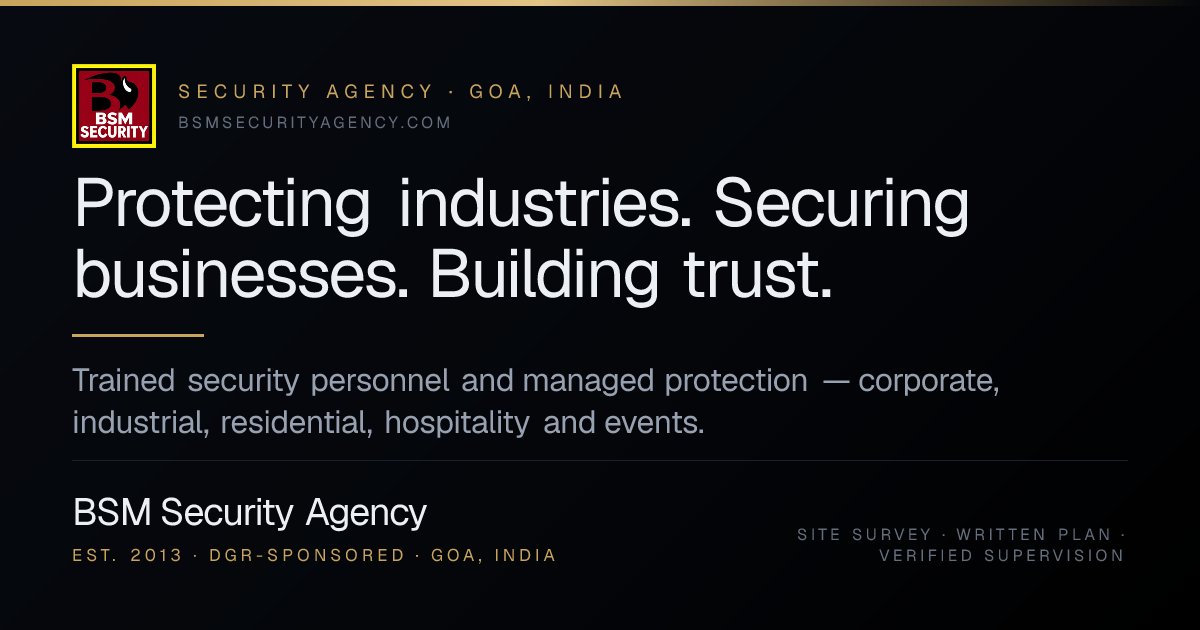 B
BSM
SECURITY
SECURITY AGENCY · GOA, INDIA
BSMSECURITYAGENCY.COM
Protecting industries. Securing
businesses. Building trust.
Trained security personnel and managed protection — corporate,
industrial, residential, hospitality and events.
BSM Security Agency
EST. 2013 · DGR-SPONSORED · GOA, INDIA
SITE SURVEY · WRITTEN PLAN ·
VERIFIED SUPERVISION